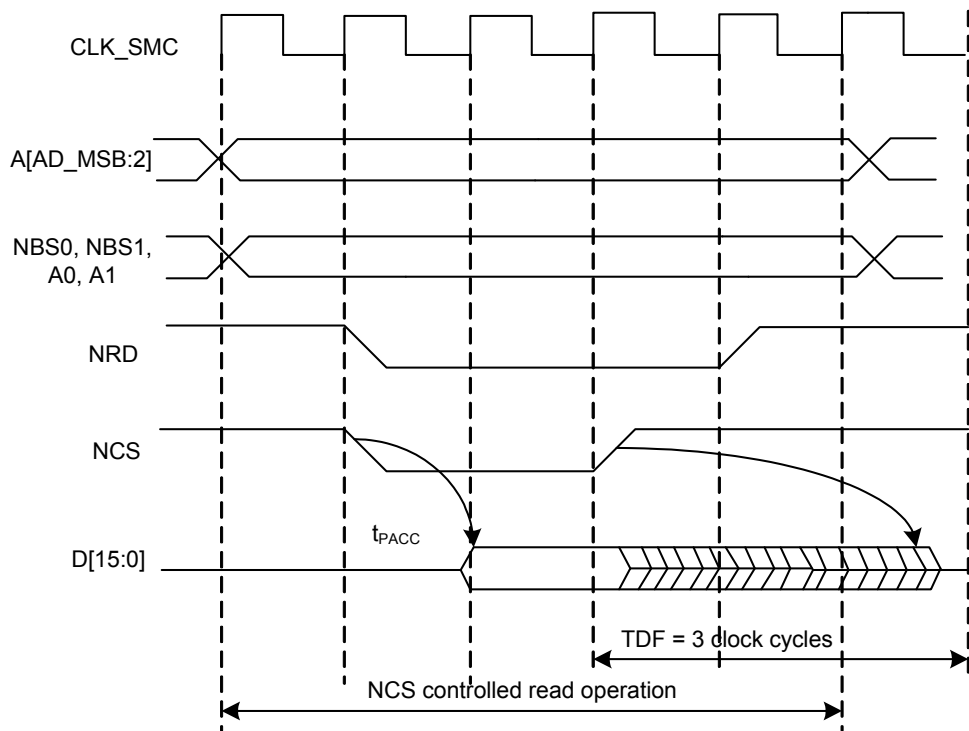 CLK_SMC
A[AD_MSB:2]
NBS0, NBS1,
A0, A1
NRD
NCS
tPACC
D[15:0]
TDF = 3 clock cycles
NCS controlled read operation